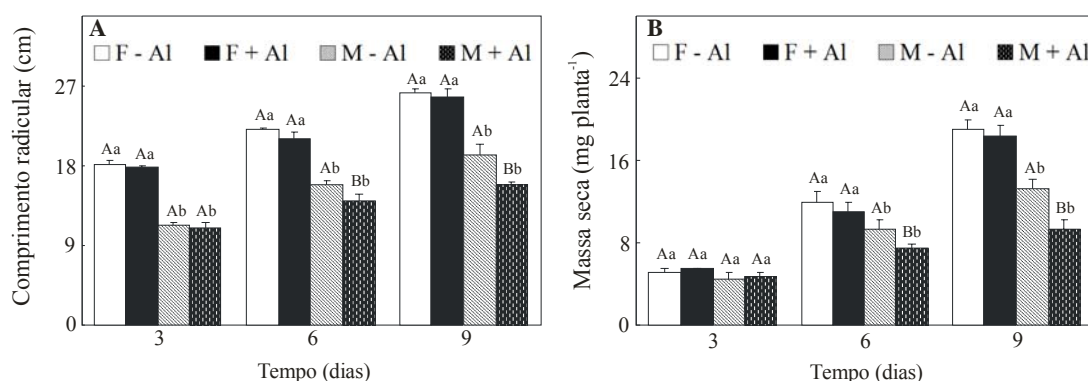 A
F - Al F + Al M - Al M + Al
Comprimento radicular (cm)
27
18
9
0
Aa Aa Ab Ab
Aa Aa Ab Bb
Aa Aa Ab Bb
3 6 9
Tempo (dias)
B
F - Al F + Al M - Al M + Al
Massa seca (mg planta⁻¹)
24
16
8
0
Aa Aa Aa Aa
Aa Aa Ab Bb
Aa Aa Ab Bb
3 6 9
Tempo (dias)